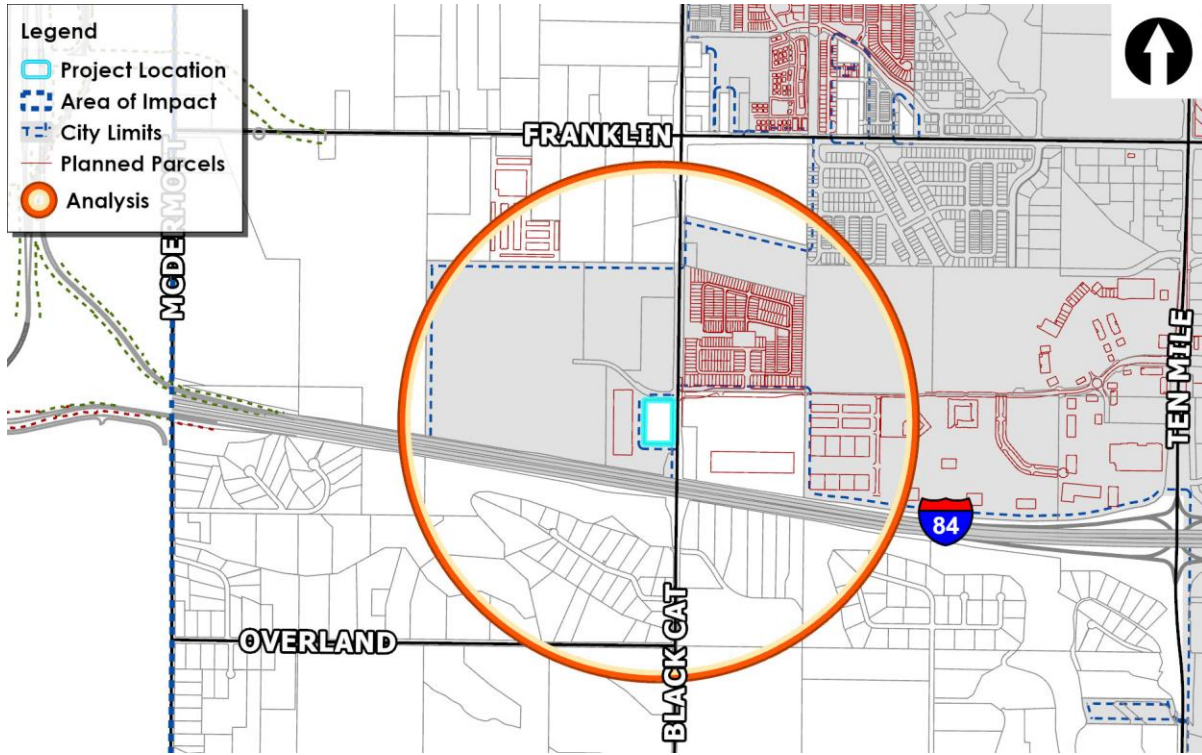 Legend
Project Location
Area of Impact
City Limits
Planned Parcels
Analysis
FRANKLIN
MCDERMOTT
TEN MILE
84
BLACK CAT
OVERLAND